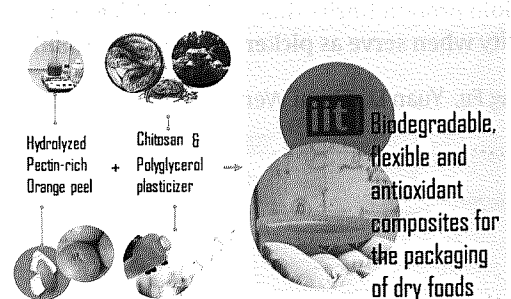 Hydrolyzed
Pectin-rich
Orange peel
+
Chitosan &
Polyglycerol
plasticizer
iit
Biodegradable,
flexible and
antioxidant
composites for
the packaging
of dry foods